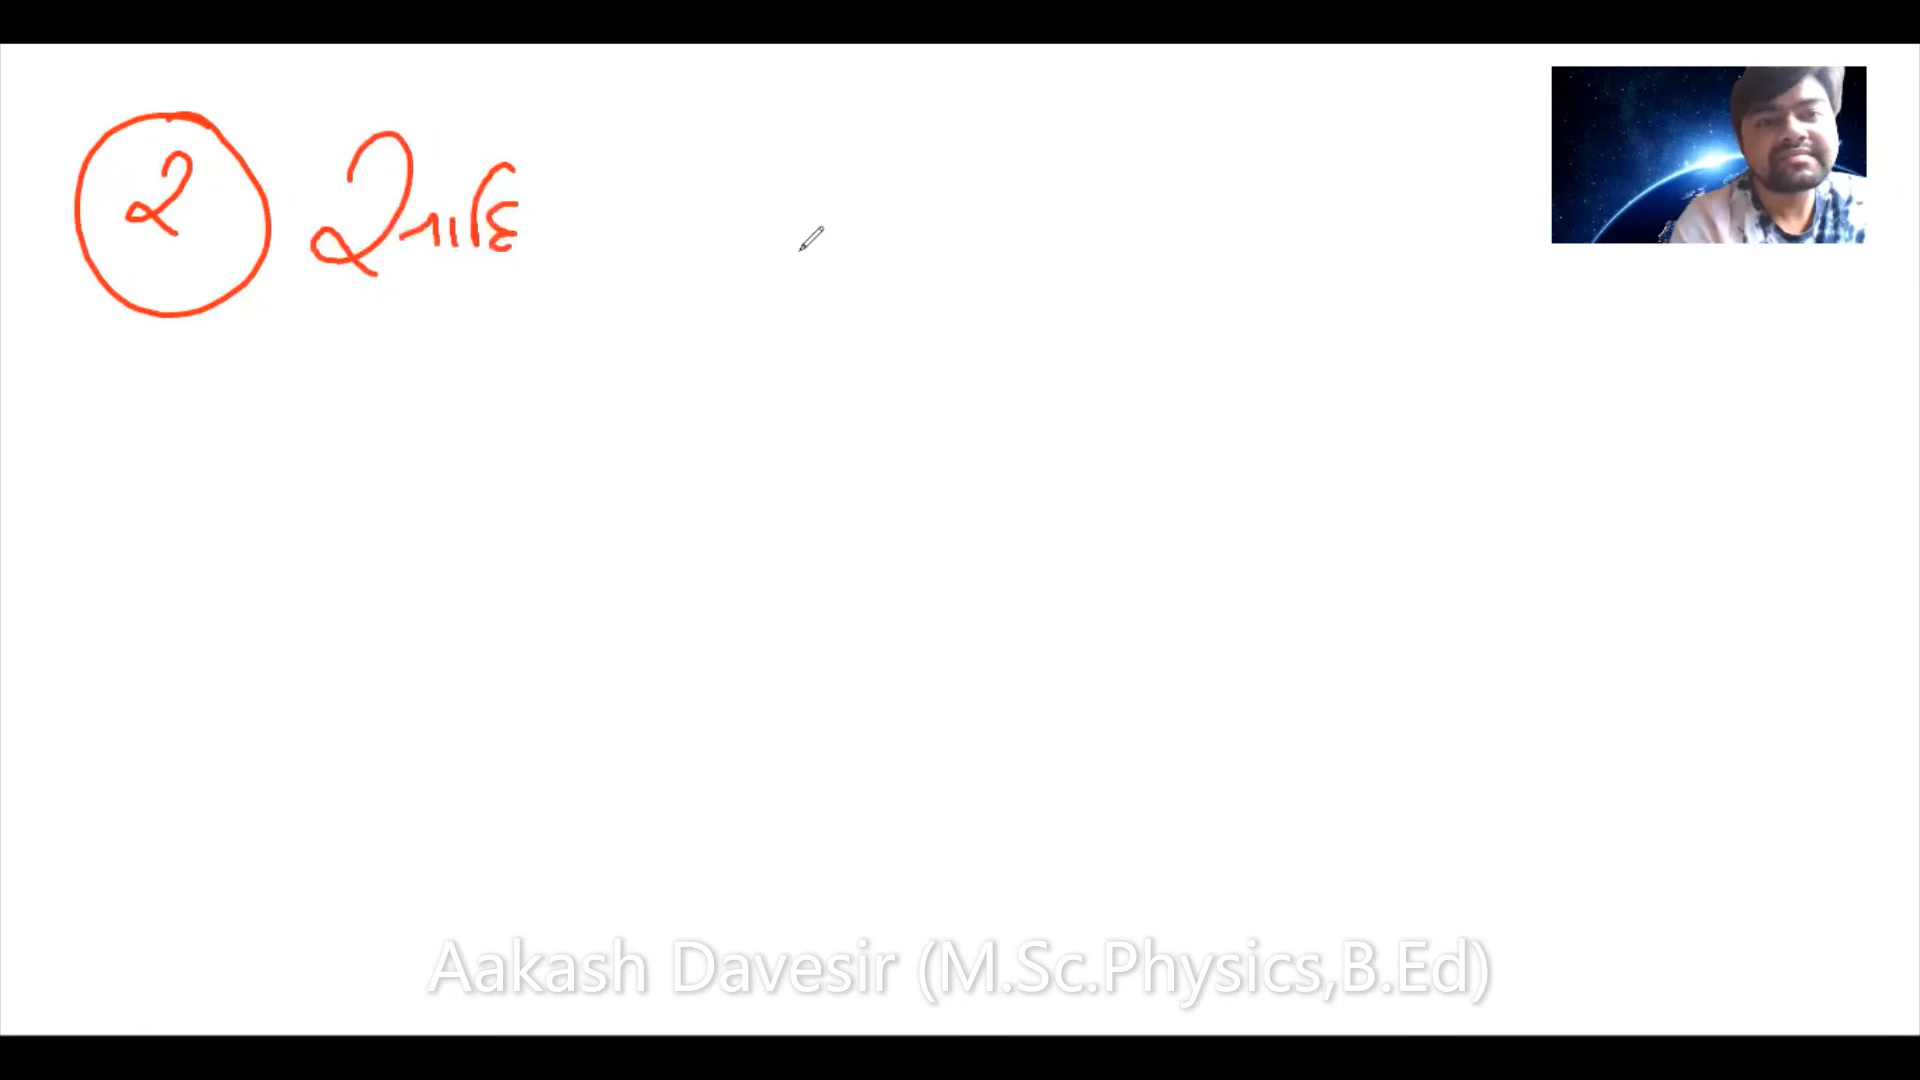 ૨ સાદિ
Aakash Davesir (M.Sc.Physics,B.Ed)